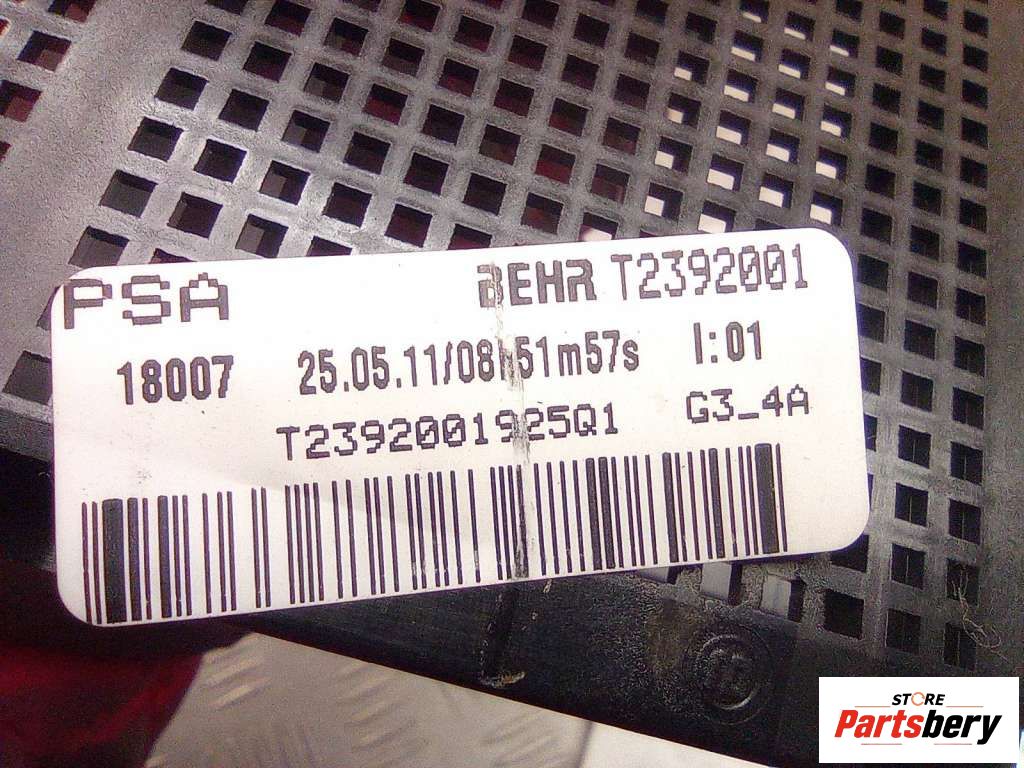 PSA BEHR T2392001
18007 25.05.11/08h51m57s I:01
T2392001925Q1 G3_4A
STORE
Partsbery